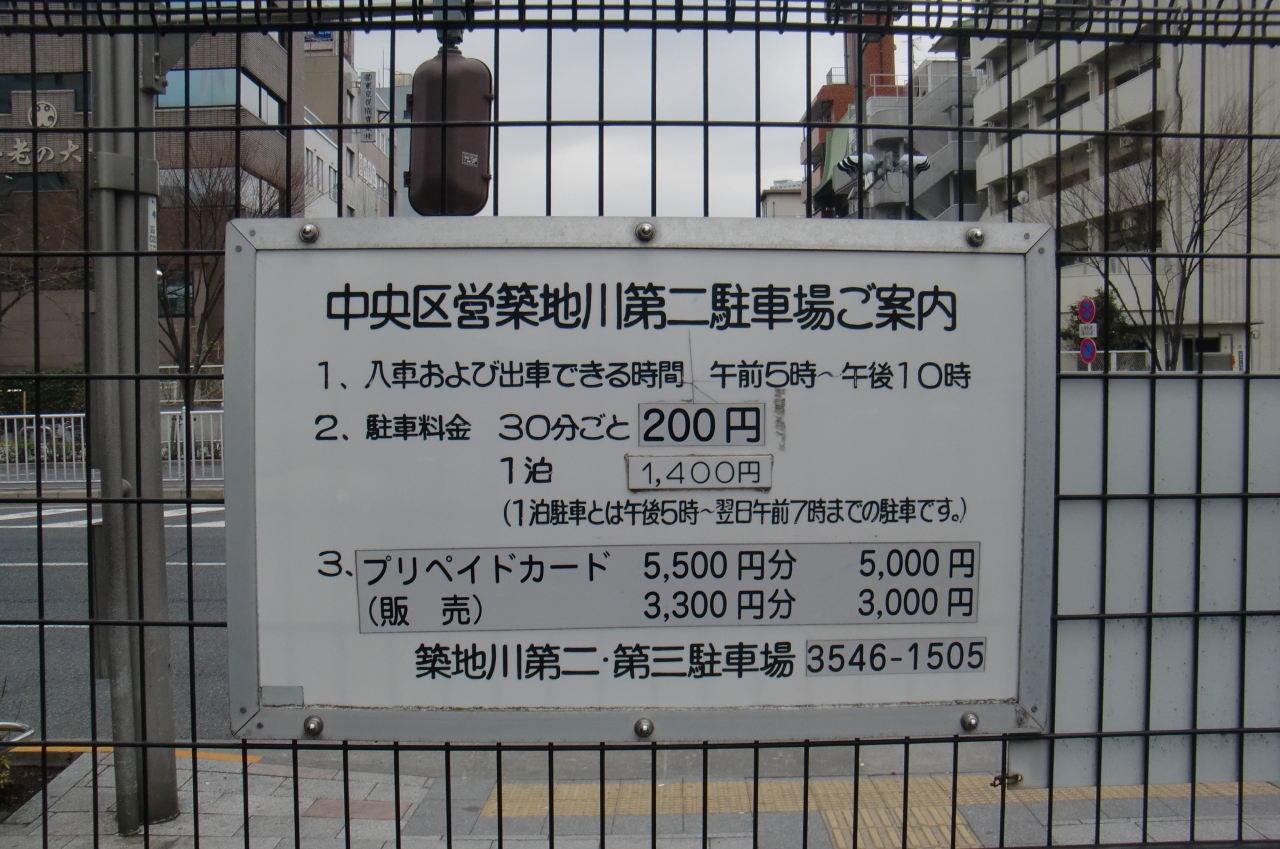 老の大
中央区営築地川第二駐車場ご案内
1、入車および出車できる時間 午前5時～午後10時
2、駐車料金 30分ごと 200円
1泊 1,400円
(1泊駐車とは午後5時～翌日午前7時までの駐車です。)
3、プリペイドカード 5,500円分 5,000円
(販 売) 3,300円分 3,000円
築地川第二・第三駐車場 3546-1505